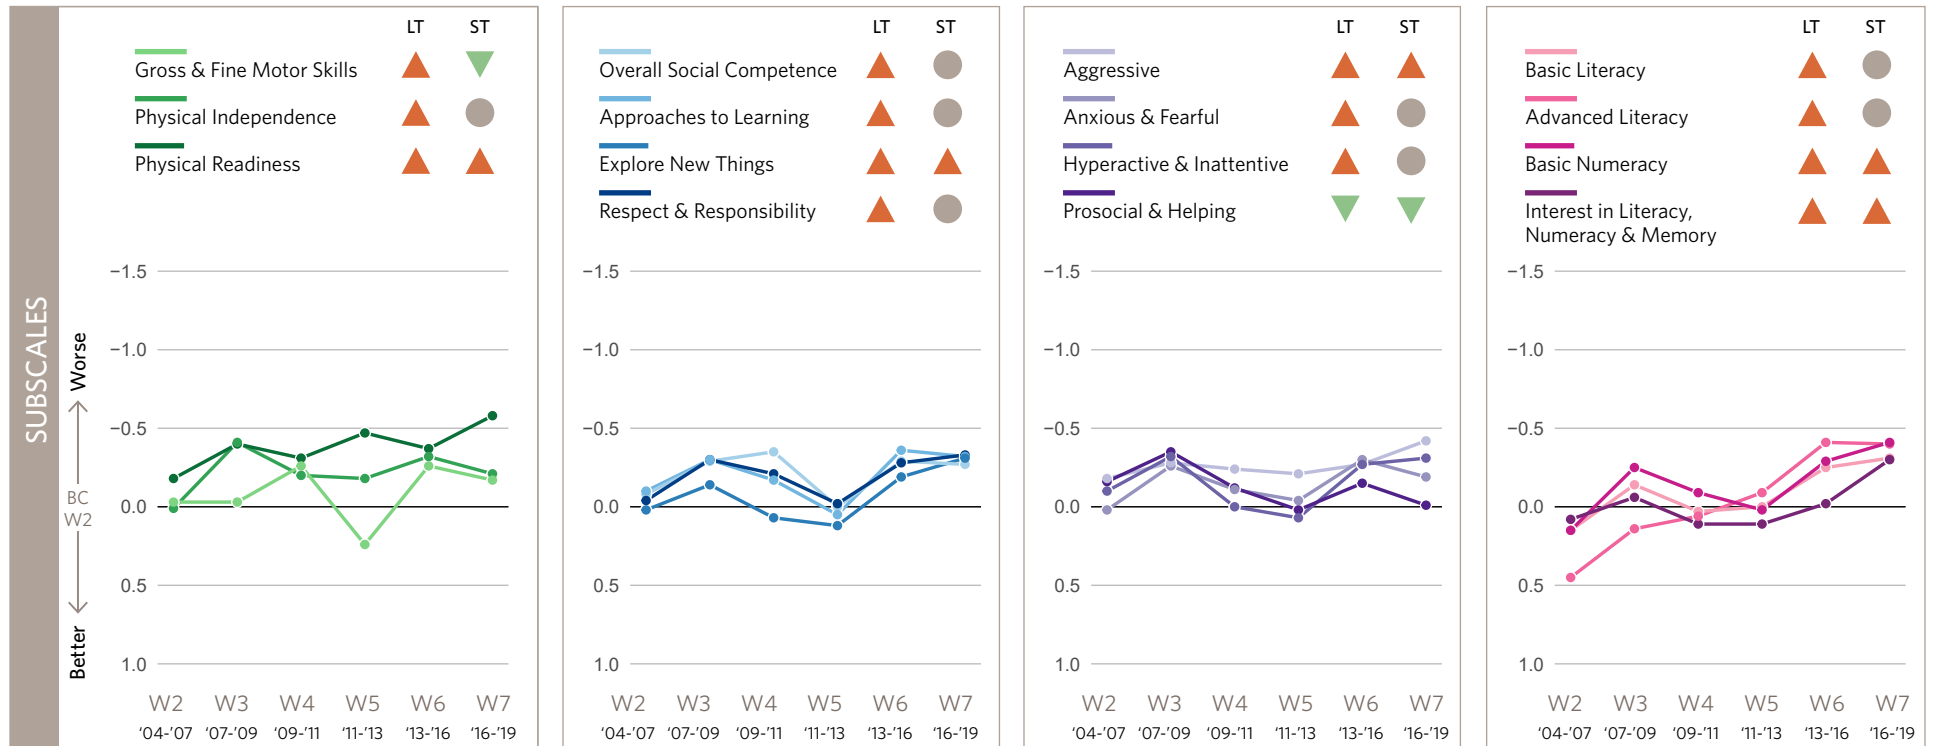 SUBSCALES
Worse
BC
W2
Better
LT ST
Gross & Fine Motor Skills
Physical Independence
Physical Readiness
−1.5
−1.0
−0.5
0.0
0.5
1.0
W2 W3 W4 W5 W6 W7
‘04-’07 ‘07-’09 ‘09-’11 ‘11-’13 ‘13-’16 ‘16-’19
LT ST
Overall Social Competence
Approaches to Learning
Explore New Things
Respect & Responsibility
−1.5
−1.0
−0.5
0.0
0.5
1.0
W2 W3 W4 W5 W6 W7
‘04-’07 ‘07-’09 ‘09-’11 ‘11-’13 ‘13-’16 ‘16-’19
LT ST
Aggressive
Anxious & Fearful
Hyperactive & Inattentive
Prosocial & Helping
−1.5
−1.0
−0.5
0.0
0.5
1.0
W2 W3 W4 W5 W6 W7
‘04-’07 ‘07-’09 ‘09-’11 ‘11-’13 ‘13-’16 ‘16-’19
LT ST
Basic Literacy
Advanced Literacy
Basic Numeracy
Interest in Literacy,
Numeracy & Memory
−1.5
−1.0
−0.5
0.0
0.5
1.0
W2 W3 W4 W5 W6 W7
‘04-’07 ‘07-’09 ‘09-’11 ‘11-’13 ‘13-’16 ‘16-’19